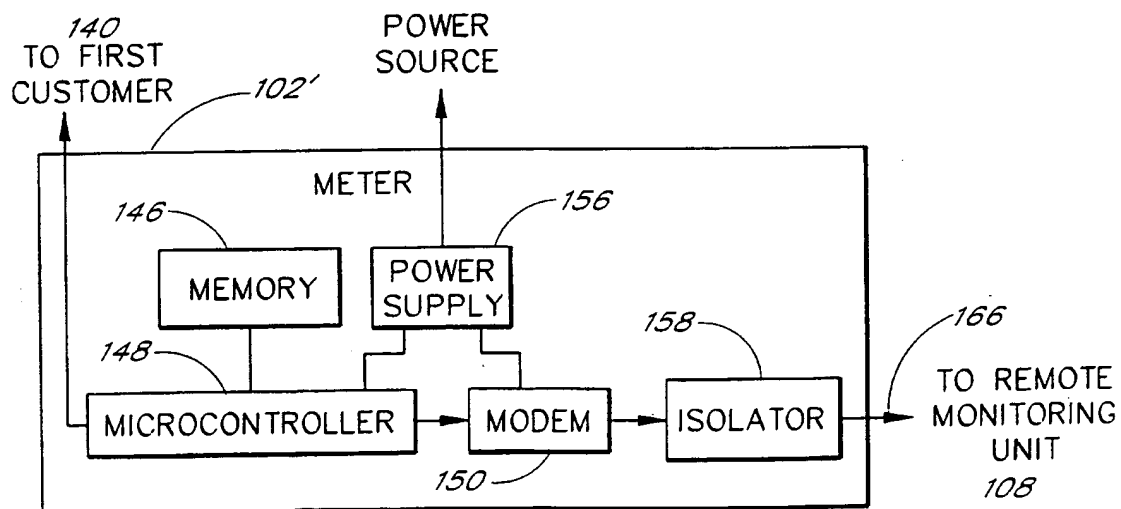 140
TO FIRST
CUSTOMER
POWER
SOURCE
102'
METER
146
156
MEMORY
POWER
SUPPLY
148
158
166
MICROCONTROLLER
MODEM
ISOLATOR
150
TO REMOTE
MONITORING
UNIT
108